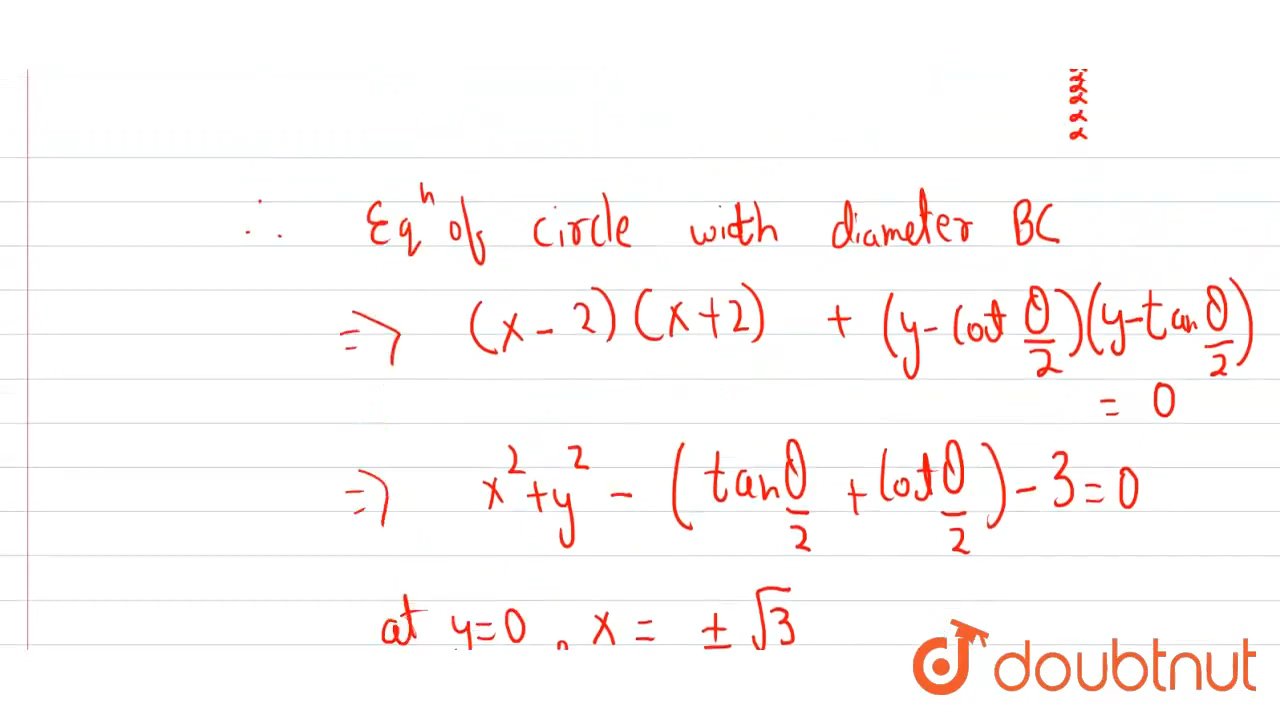 α
α
α
α
α
∴ Eqⁿ of circle with diameter BC
=> (x-2)(x+2) + (y-cot θ/2)(y-tan θ/2)
= 0
=> x²+y² - (tan θ/2 + cot θ/2) - 3 = 0
at y=0, x = ±√3
doubtnut